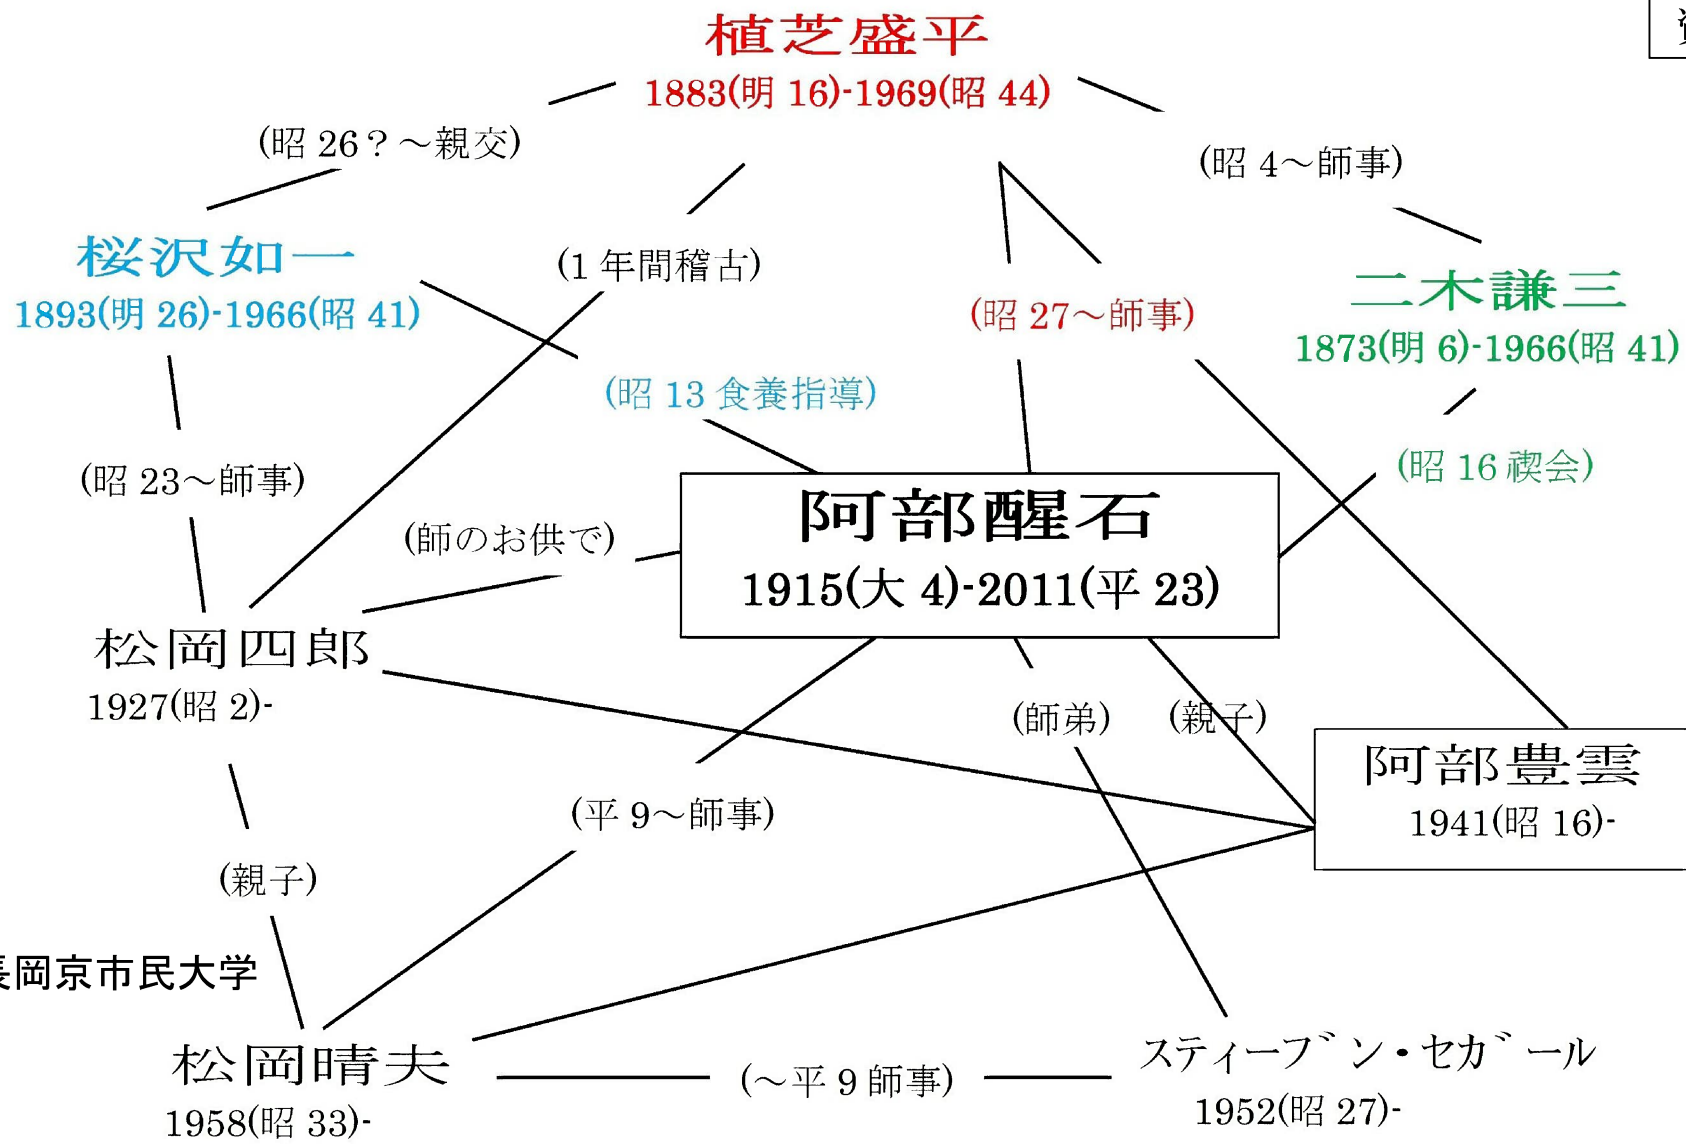 植芝盛平
1883(明 16)-1969(昭 44)
(昭 26？～親交)
(昭 4～師事)
桜沢如一
1893(明 26)-1966(昭 41)
(1 年間稽古)
(昭 27～師事)
二木謙三
1873(明 6)-1966(昭 41)
(昭 13 食養指導)
(昭 16 禊会)
(昭 23～師事)
(師のお供で)
阿部醒石
1915(大 4)-2011(平 23)
松岡四郎
1927(昭 2)-
(師弟)
(親子)
阿部豊雲
1941(昭 16)-
(平 9～師事)
(親子)
長岡京市民大学
松岡晴夫
1958(昭 33)-
(～平 9 師事)
スティーブン・セガール
1952(昭 27)-